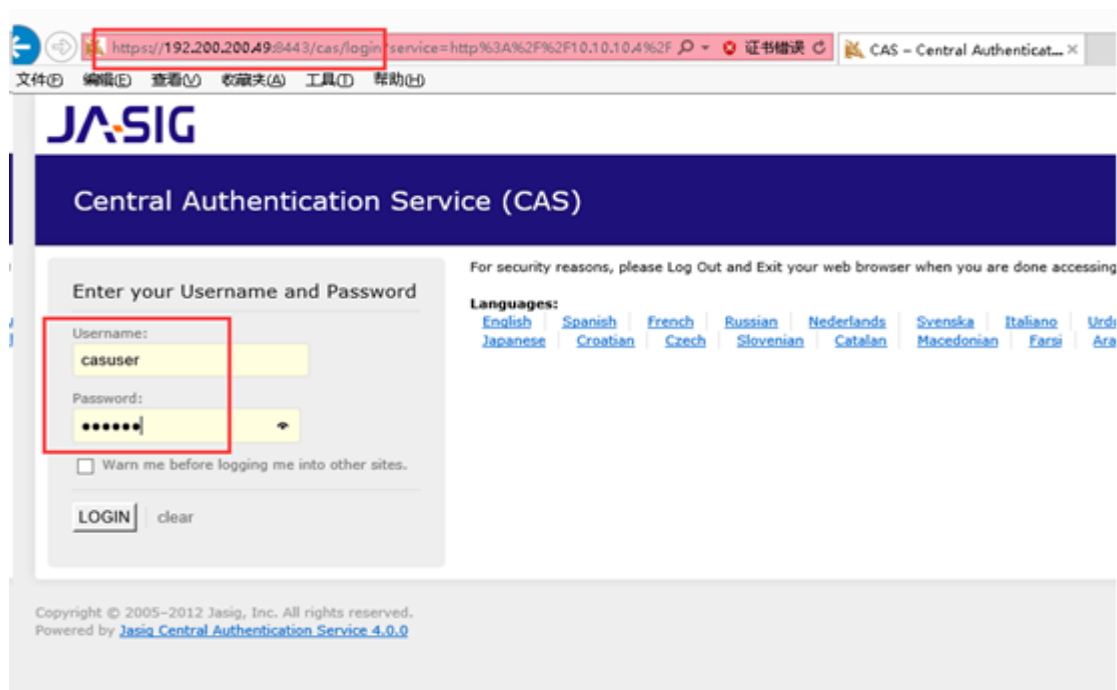 https://192.200.200.49:8443/cas/login?service=http%3A%2F%2F10.10.10.4%2F 证书错误 CAS – Central Authenticat...
文件(F) 编辑(E) 查看(V) 收藏夹(A) 工具(T) 帮助(H)
JA-SIG
Central Authentication Service (CAS)
For security reasons, please Log Out and Exit your web browser when you are done accessing
Enter your Username and Password
Languages:
English Spanish French Russian Nederlands Svenska Italiano Urdu
Japanese Croatian Czech Slovenian Catalan Macedonian Farsi Ara
Username:
casuser
Password:
••••••
Warn me before logging me into other sites.
LOGIN clear
Copyright © 2005–2012 Jasig, Inc. All rights reserved.
Powered by Jasig Central Authentication Service 4.0.0